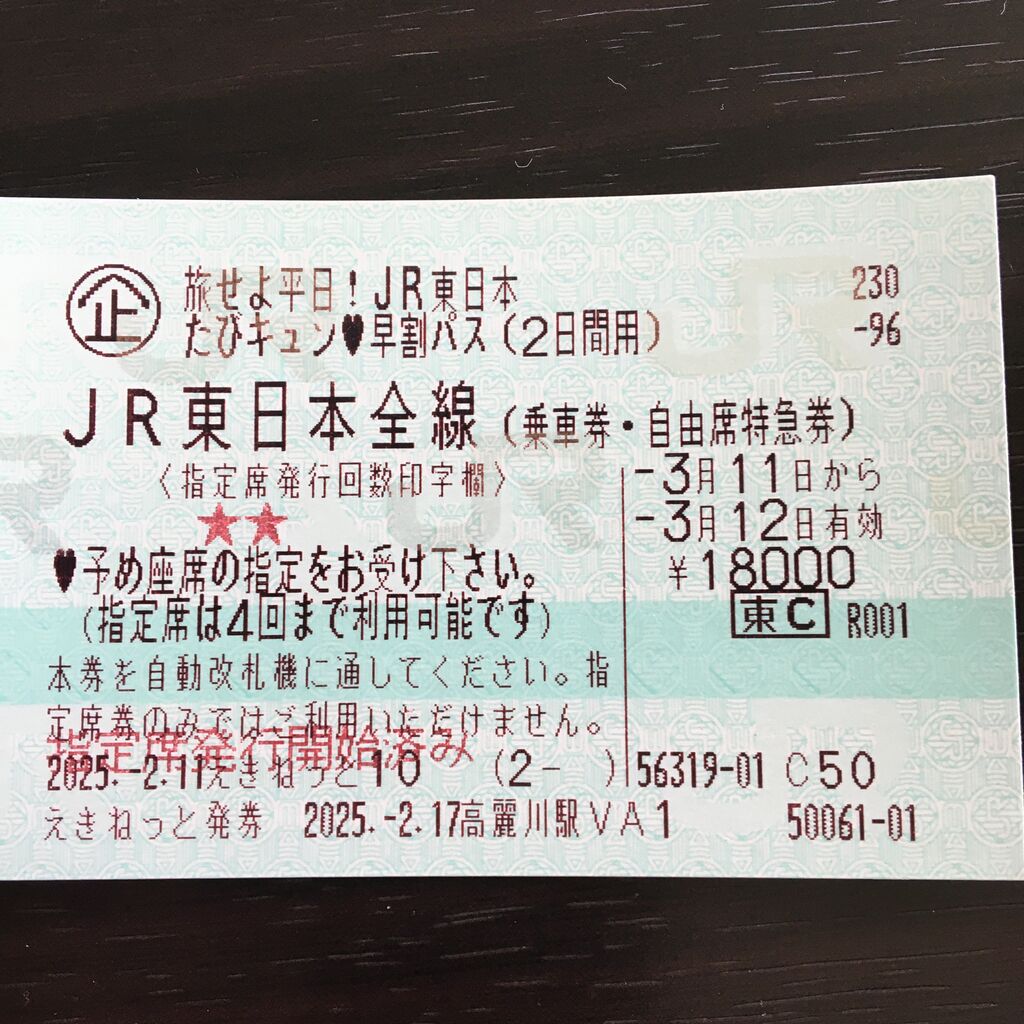 企 旅せよ平日！JR東日本 230
たびキュン♥早割パス(2日間用) -96
JR東日本全線(乗車券・自由席特急券)
〈指定席発行回数印字欄〉 -3月11日から
★★ -3月12日有効
♥予め座席の指定をお受け下さい。 ¥18000
(指定席は4回まで利用可能です) 東C R001
本券を自動改札機に通してください。指
定席券のみではご利用いただけません。
指定席発行開始済み
2025.-2.11えきねっと10 (2- ) 56319-01 C50
えきねっと発券 2025.-2.17高麗川駅VA1 50061-01